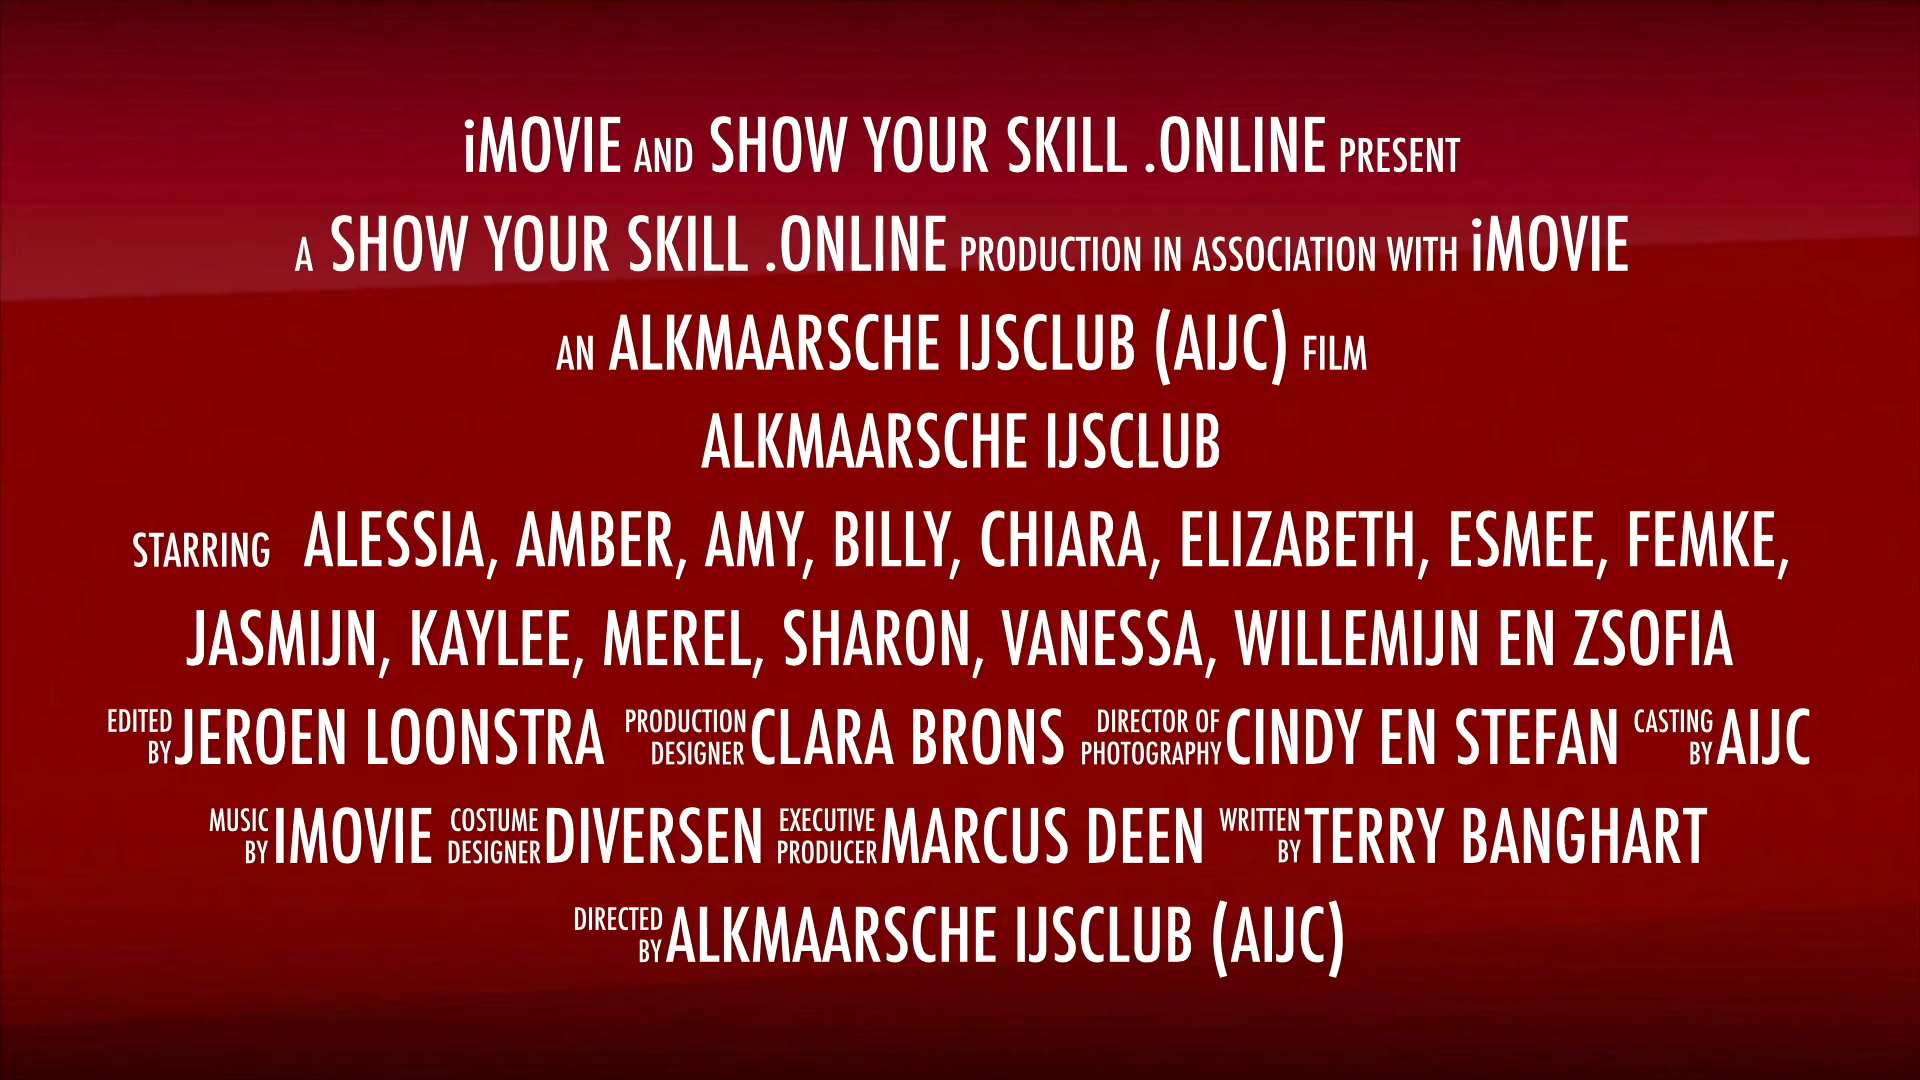 iMOVIE AND SHOW YOUR SKILL .ONLINE PRESENT
A SHOW YOUR SKILL .ONLINE PRODUCTION IN ASSOCIATION WITH iMOVIE
AN ALKMAARSCHE IJSCLUB (AIJC) FILM
ALKMAARSCHE IJSCLUB
STARRING ALESSIA, AMBER, AMY, BILLY, CHIARA, ELIZABETH, ESMEE, FEMKE,
JASMIJN, KAYLEE, MEREL, SHARON, VANESSA, WILLEMIJN EN ZSOFIA
EDITED BY JEROEN LOONSTRA PRODUCTION DESIGNER CLARA BRONS DIRECTOR OF PHOTOGRAPHY CINDY EN STEFAN CASTING BY AIJC
MUSIC BY IMOVIE COSTUME DESIGNER DIVERSEN EXECUTIVE PRODUCER MARCUS DEEN WRITTEN BY TERRY BANGHART
DIRECTED BY ALKMAARSCHE IJSCLUB (AIJC)